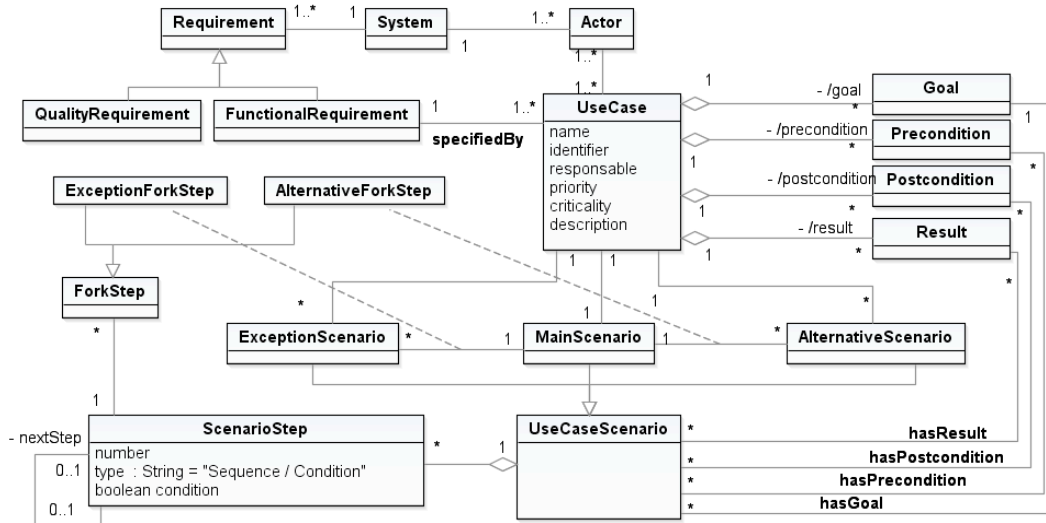 Requirement
1..*
1
System
1
1..*
Actor
1..*
1..*
QualityRequirement
FunctionalRequirement
1
1..*
specifiedBy
UseCase
name
identifier
responsable
priority
criticality
description
1
- /goal
*
Goal
1
- /precondition
*
1
Precondition
*
- /postcondition
*
1
Postcondition
*
- /result
*
1
Result
*
ExceptionForkStep
AlternativeForkStep
ForkStep
*
1
1
1
1
*
1
*
ExceptionScenario
*
1
MainScenario
1
*
AlternativeScenario
1
ScenarioStep
number
type : String = "Sequence / Condition"
boolean condition
- nextStep
0..1
0..1
*
1
UseCaseScenario
*
hasResult
*
hasPostcondition
*
hasPrecondition
*
hasGoal